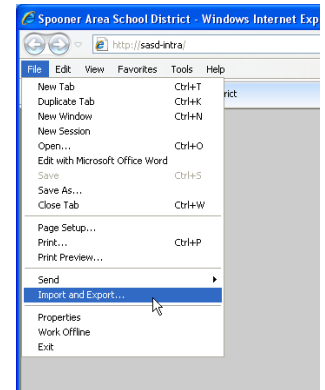 Spooner Area School District - Windows Internet Exp
http://sasd-intra/
File Edit View Favorites Tools Help
rict
New Tab Ctrl+T
Duplicate Tab Ctrl+K
New Window Ctrl+N
New Session
Open... Ctrl+O
Edit with Microsoft Office Word
Save Ctrl+S
Save As...
Close Tab Ctrl+W
Page Setup...
Print... Ctrl+P
Print Preview...
Send
Import and Export...
Properties
Work Offline
Exit